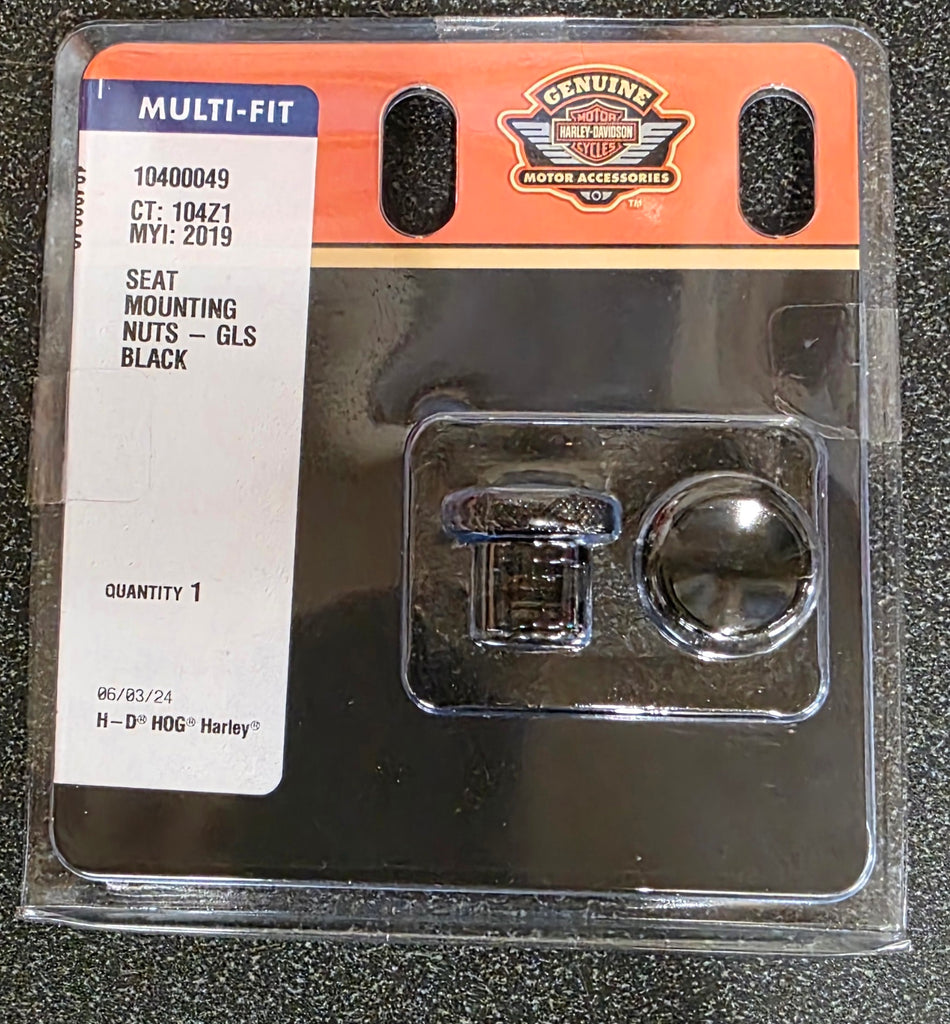 MULTI-FIT
10400049
CT: 104Z1
MYI: 2019
SEAT
MOUNTING
NUTS – GLS
BLACK
QUANTITY 1
06/03/24
H–D® HOG® Harley®
GENUINE
MOTOR
HARLEY-DAVIDSON
CYCLES
MOTOR ACCESSORIES
TM